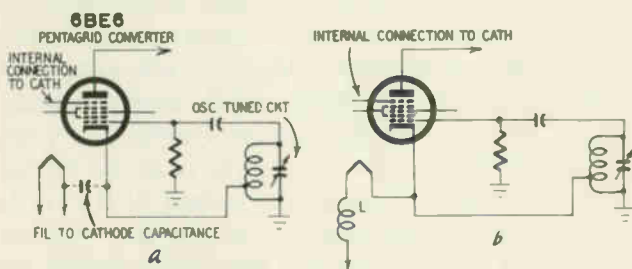 6BE6
PENTAGRID CONVERTER
INTERNAL
CONNECTION
TO CATH
OSC TUNED CKT
FIL TO CATHODE CAPACITANCE
a
INTERNAL CONNECTION TO CATH
L
b